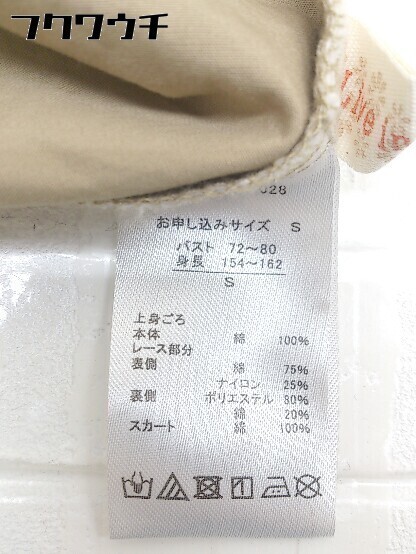 フクワウチ
028
お申し込みサイズ S
バスト 72～80
身長 154～162
S
上身ごろ
本体 綿 100%
レース部分
表側 綿 75%
ナイロン 25%
裏側 ポリエステル 80%
綿 20%
スカート 綿 100%